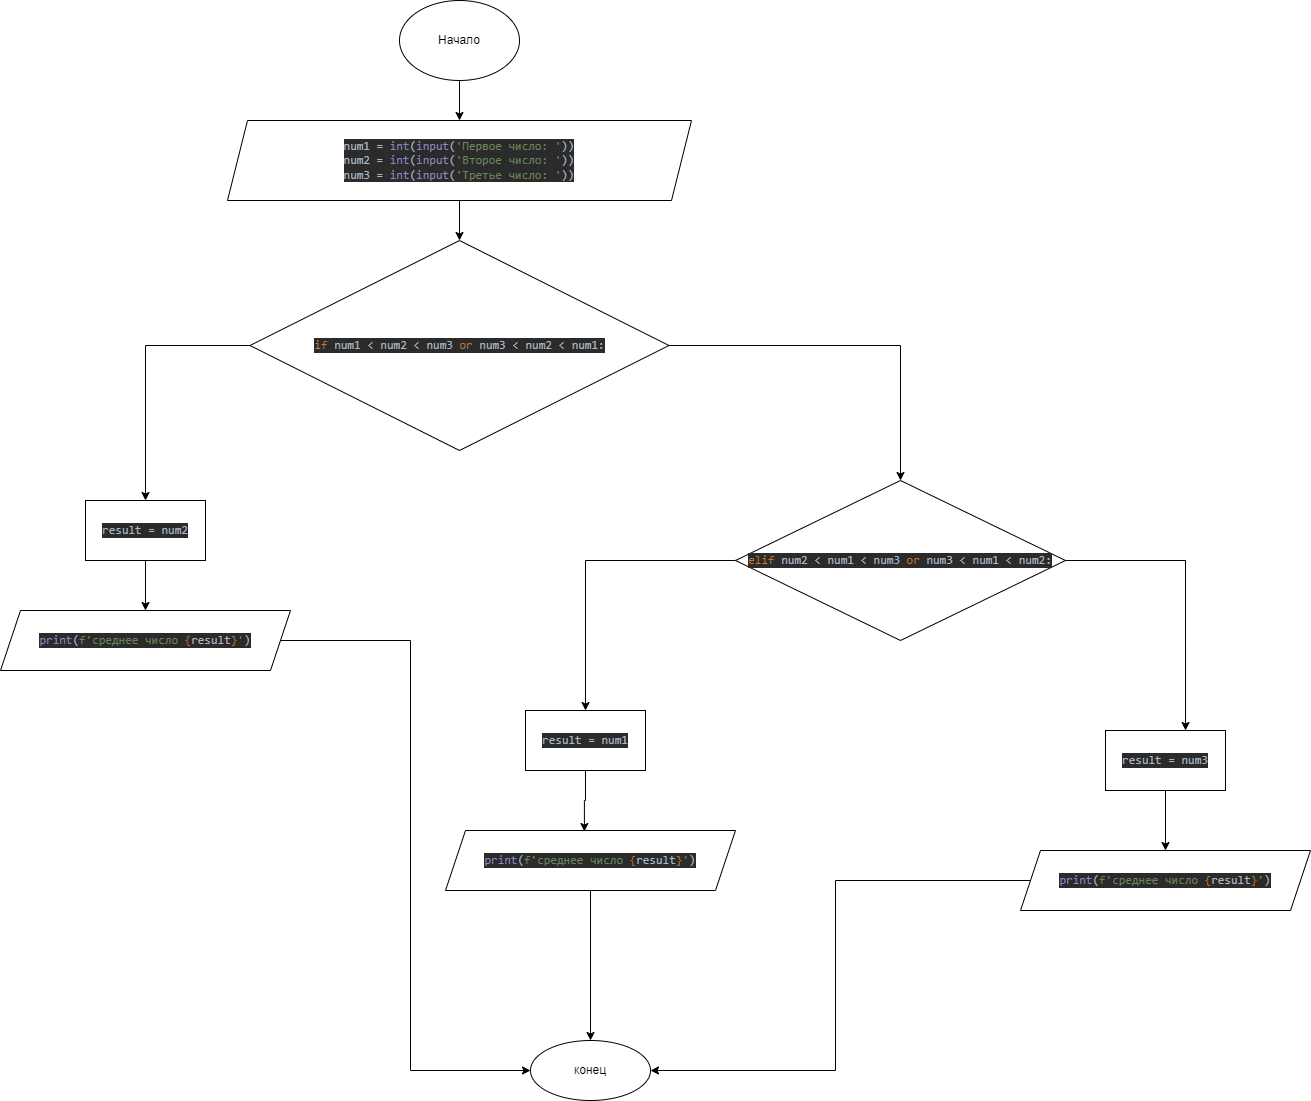 Начало
num1 = int(input('Первое число: '))
num2 = int(input('Второе число: '))
num3 = int(input('Третье число: '))
if num1 < num2 < num3 or num3 < num2 < num1:
result = num2
elif num2 < num1 < num3 or num3 < num1 < num2:
print(f'среднее число {result}')
result = num1
result = num3
print(f'среднее число {result}')
print(f'среднее число {result}')
конец